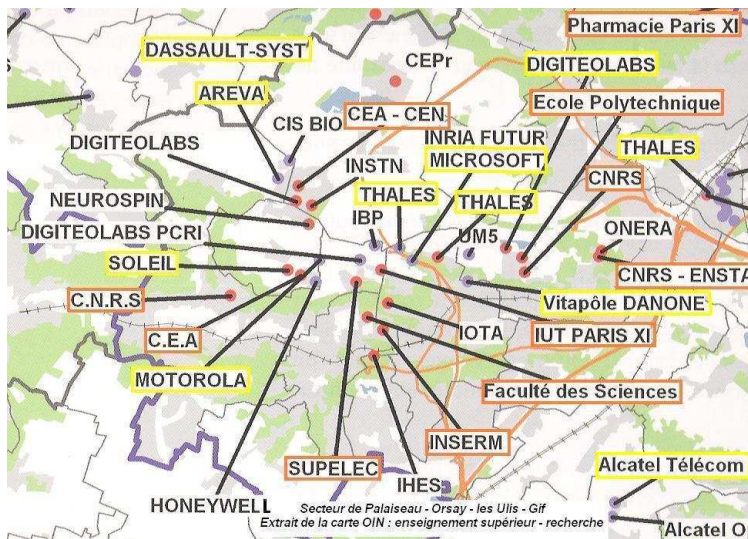 Pharmacie Paris XI
DASSAULT-SYST
CEPr
DIGITEOLABS
AREVA
Ecole Polytechnique
CEA - CEN
CIS BIO
INRIA FUTUR
DIGITEOLABS
THALES
MICROSOFT
INSTN
CNRS
NEUROSPIN
THALES
THALES
IBP
DIGITEOLABS PCRI
UM5
ONERA
SOLEIL
CNRS - ENSTA
C.N.R.S
Vitapôle DANONE
C.E.A
IOTA
IUT PARIS XI
MOTOROLA
Faculté des Sciences
INSERM
SUPELEC
Alcatel Télécom
IHES
HONEYWELL
Secteur de Palaiseau - Orsay - les Ulis - Gif
Extrait de la carte OIN : enseignement supérieur - recherche
Alcatel O